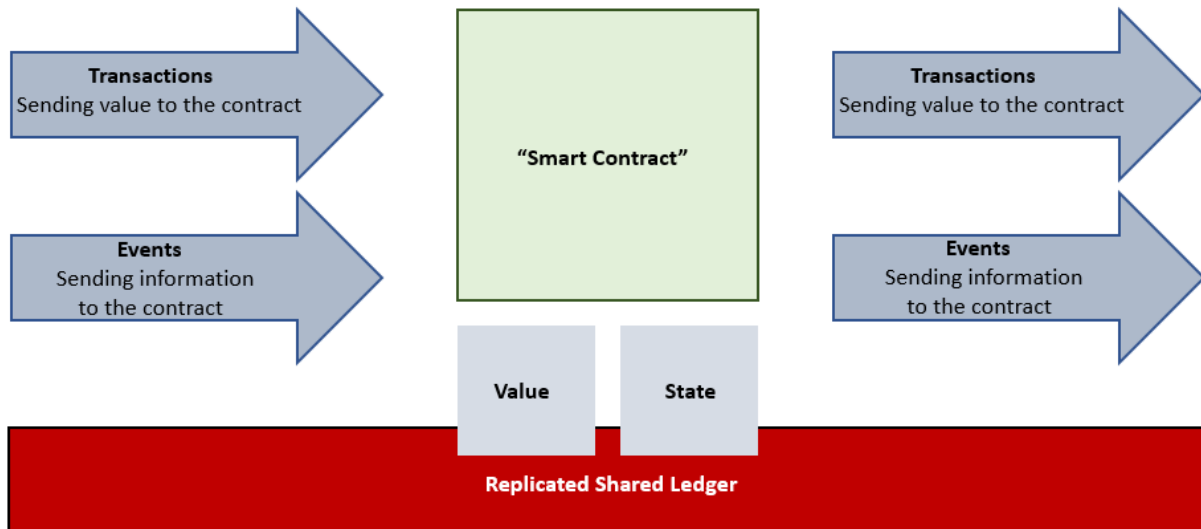 Transactions
Sending value to the contract
Events
Sending information
to the contract
“Smart Contract”
Value
State
Transactions
Sending value to the contract
Events
Sending information
to the contract
Replicated Shared Ledger